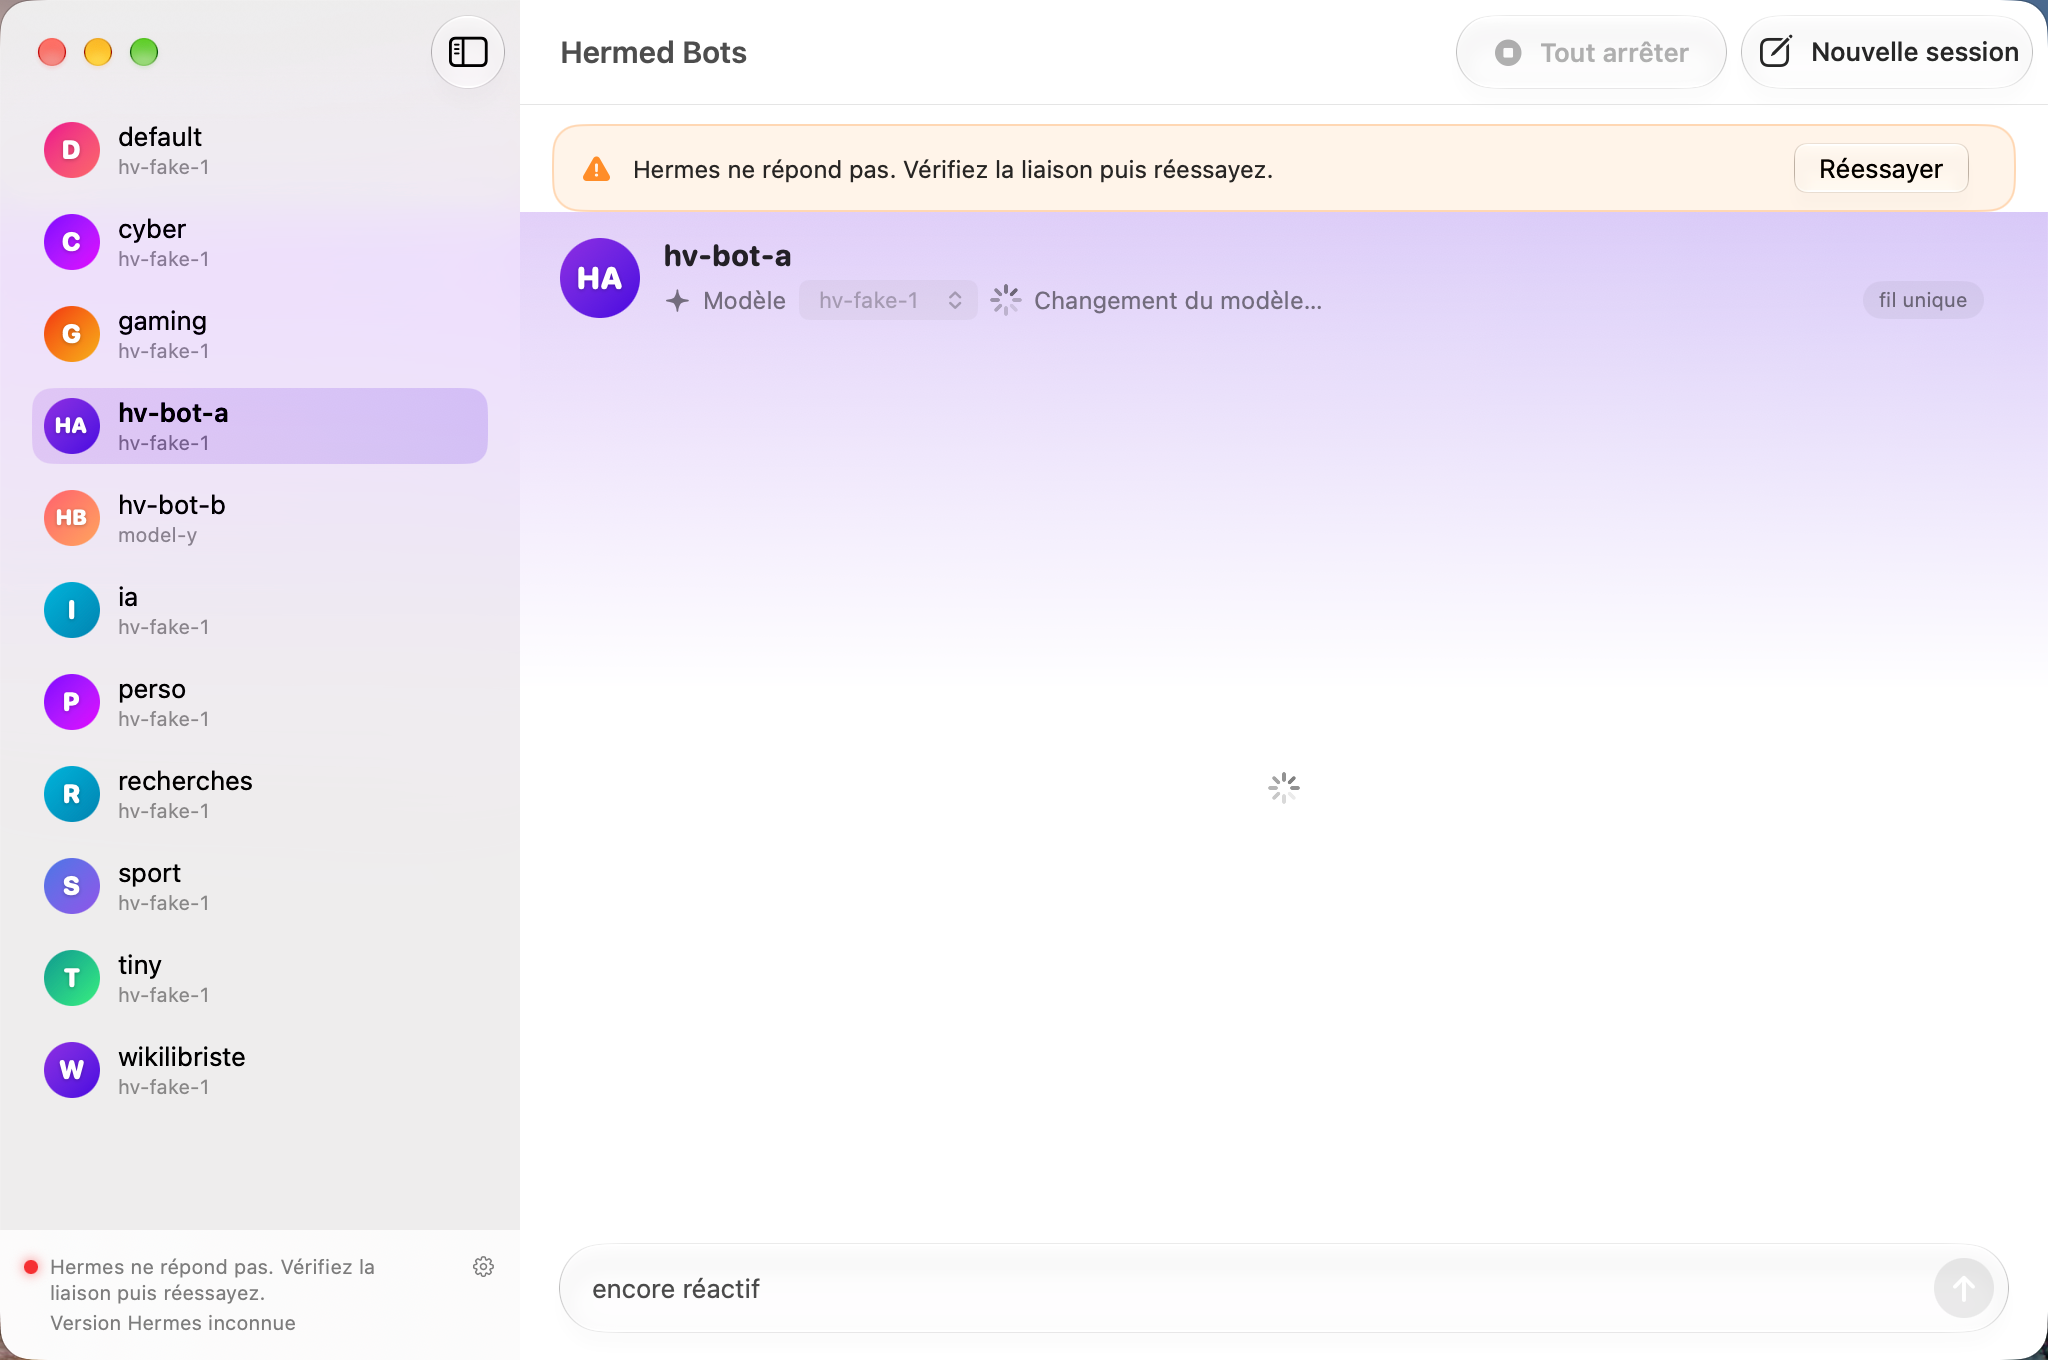 Hermed Bots
Tout arrêter
Nouvelle session
D
default
hv-fake-1
C
cyber
hv-fake-1
G
gaming
hv-fake-1
HA
hv-bot-a
hv-fake-1
HB
hv-bot-b
model-y
I
ia
hv-fake-1
P
perso
hv-fake-1
R
recherches
hv-fake-1
S
sport
hv-fake-1
T
tiny
hv-fake-1
W
wikilibriste
hv-fake-1
Hermes ne répond pas. Vérifiez la
liaison puis réessayez.
Version Hermes inconnue
Hermes ne répond pas. Vérifiez la liaison puis réessayez.
Réessayer
HA
hv-bot-a
Modèle hv-fake-1 Changement du modèle...
fil unique
encore réactif